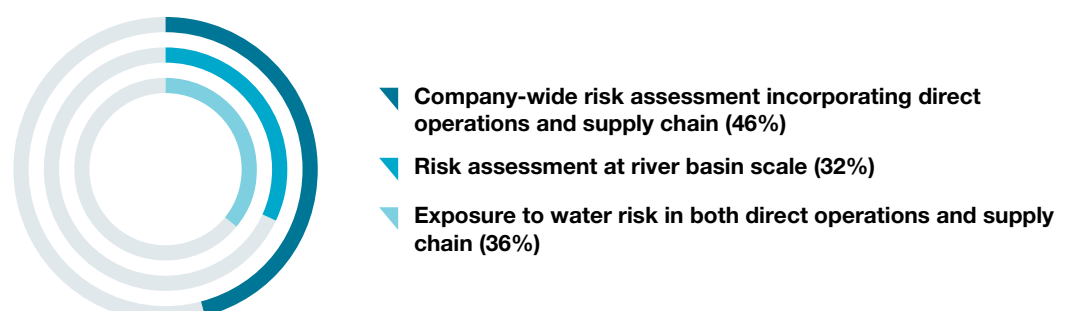 Company-wide risk assessment incorporating direct
operations and supply chain (46%)
Risk assessment at river basin scale (32%)
Exposure to water risk in both direct operations and supply
chain (36%)